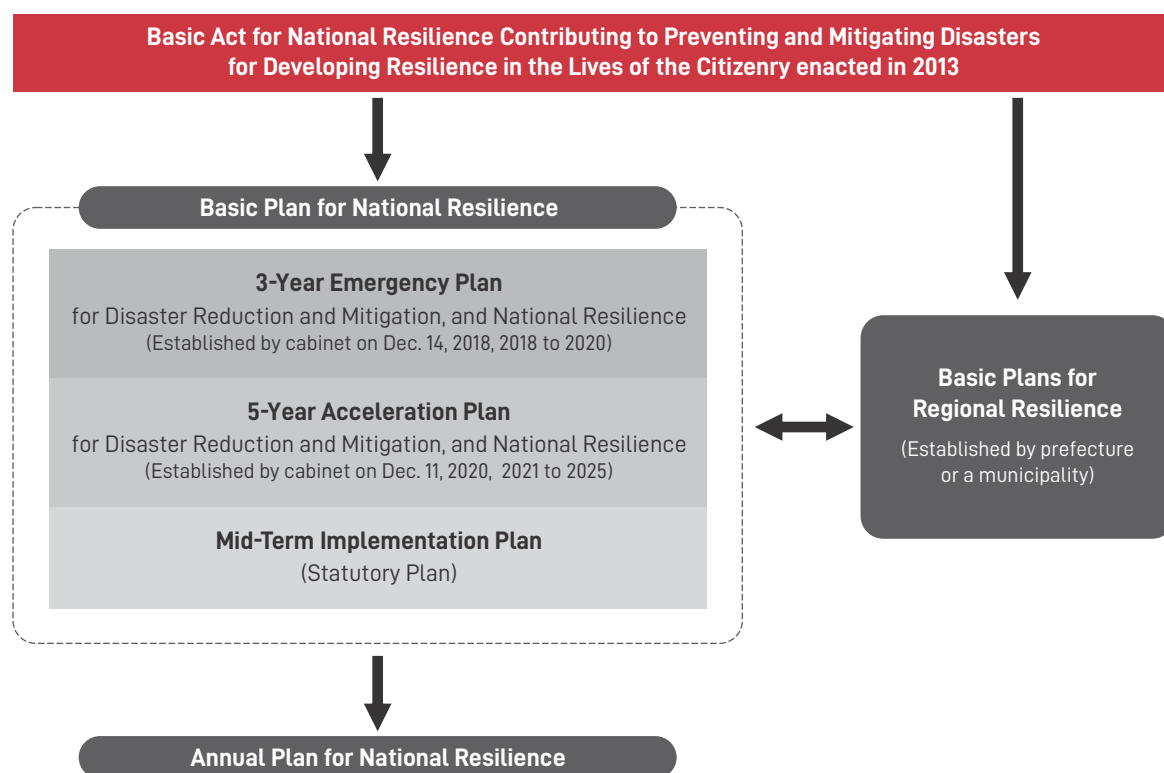 Basic Act for National Resilience Contributing to Preventing and Mitigating Disasters
for Developing Resilience in the Lives of the Citizenry enacted in 2013
Basic Plan for National Resilience
3-Year Emergency Plan
for Disaster Reduction and Mitigation, and National Resilience
(Established by cabinet on Dec. 14, 2018, 2018 to 2020)
5-Year Acceleration Plan
for Disaster Reduction and Mitigation, and National Resilience
(Established by cabinet on Dec. 11, 2020, 2021 to 2025)
Mid-Term Implementation Plan
(Statutory Plan)
Basic Plans for
Regional Resilience
(Established by prefecture
or a municipality)
Annual Plan for National Resilience